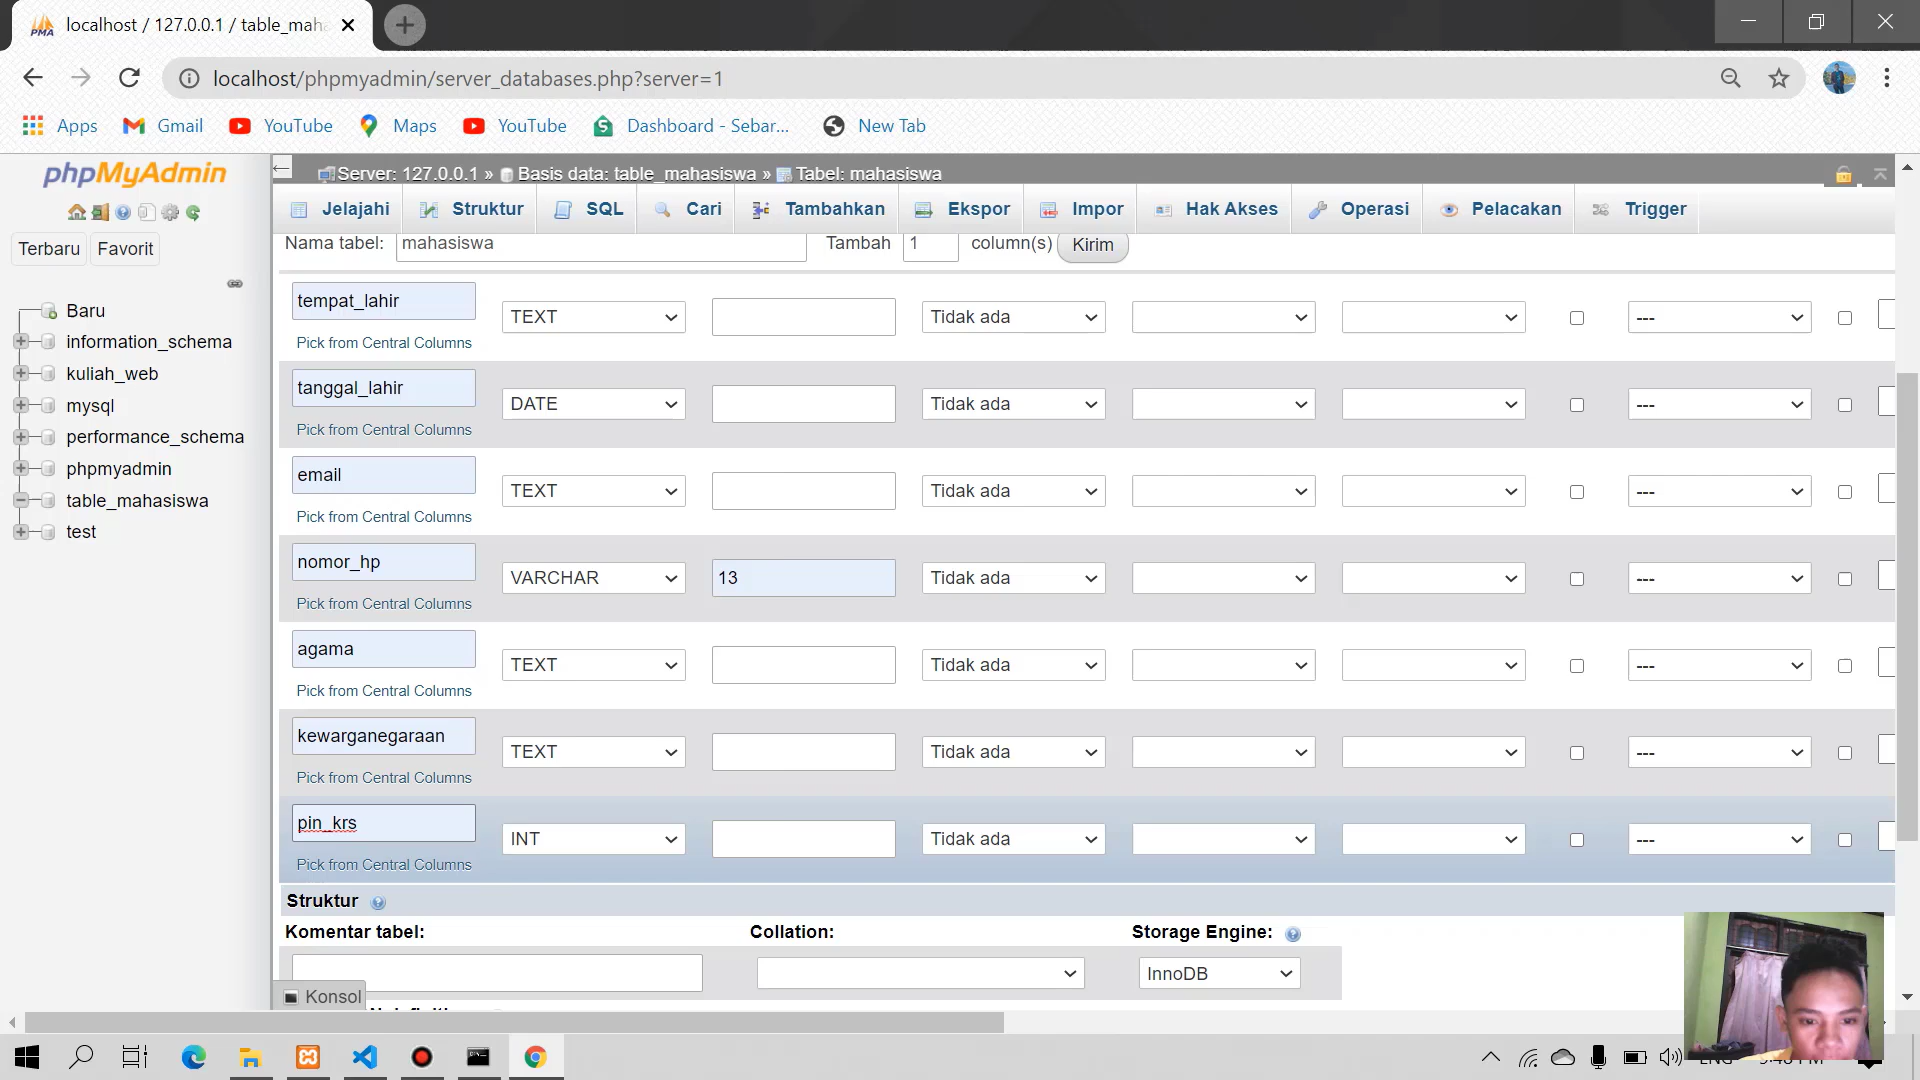 localhost / 127.0.0.1 / table_mah
localhost/phpmyadmin/server_databases.php?server=1
Apps Gmail YouTube Maps YouTube Dashboard - Sebar... New Tab
phpMyAdmin
Terbaru Favorit
Baru
information_schema
kuliah_web
mysql
performance_schema
phpmyadmin
table_mahasiswa
test
Server: 127.0.0.1 » Basis data: table_mahasiswa » Tabel: mahasiswa
Jelajahi Struktur SQL Cari Tambahkan Ekspor Impor Hak Akses Operasi Pelacakan Trigger
Nama tabel: mahasiswa Tambah 1 column(s) Kirim
tempat_lahir TEXT Tidak ada ---
Pick from Central Columns
tanggal_lahir DATE Tidak ada ---
Pick from Central Columns
email TEXT Tidak ada ---
Pick from Central Columns
nomor_hp VARCHAR 13 Tidak ada ---
Pick from Central Columns
agama TEXT Tidak ada ---
Pick from Central Columns
kewarganegaraan TEXT Tidak ada ---
Pick from Central Columns
pin_krs INT Tidak ada ---
Pick from Central Columns
Struktur
Komentar tabel: Collation: Storage Engine:
InnoDB
Konsol